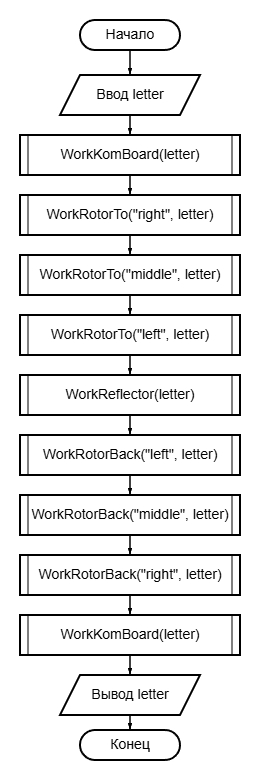 Начало
Ввод letter
WorkKomBoard(letter)
WorkRotorTo("right", letter)
WorkRotorTo("middle", letter)
WorkRotorTo("left", letter)
WorkReflector(letter)
WorkRotorBack("left", letter)
WorkRotorBack("middle", letter)
WorkRotorBack("right", letter)
WorkKomBoard(letter)
Вывод letter
Конец